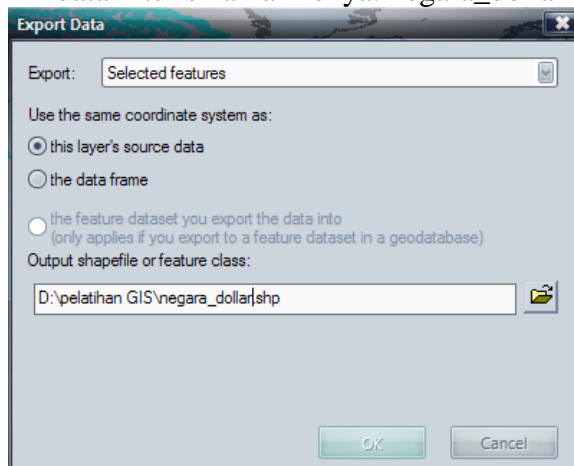 Export Data
Export: Selected features
Use the same coordinate system as:
this layer's source data
the data frame
the feature dataset you export the data into
(only applies if you export to a feature dataset in a geodatabase)
Output shapefile or feature class:
D:\pelatihan GIS\negara_dollar.shp
OK Cancel